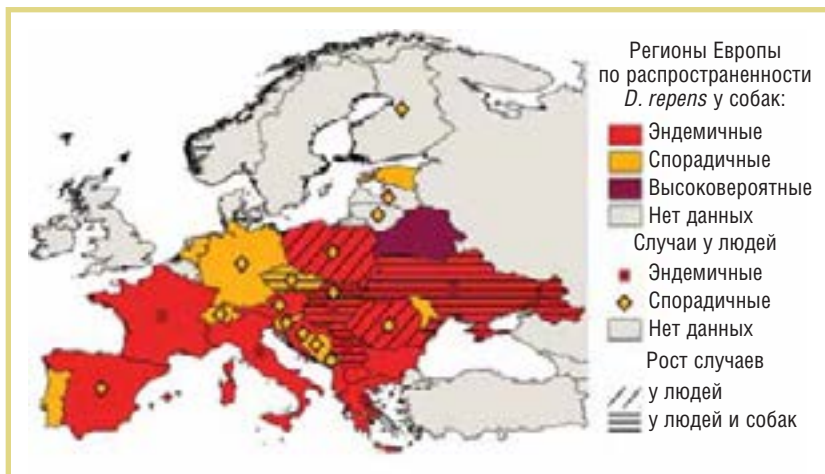 Регионы Европы
по распространенности
D. repens у собак:
Эндемичные
Спорадичные
Высоковероятные
Нет данных
Случаи у людей
Эндемичные
Спорадичные
Нет данных
Рост случаев
у людей
у людей и собак